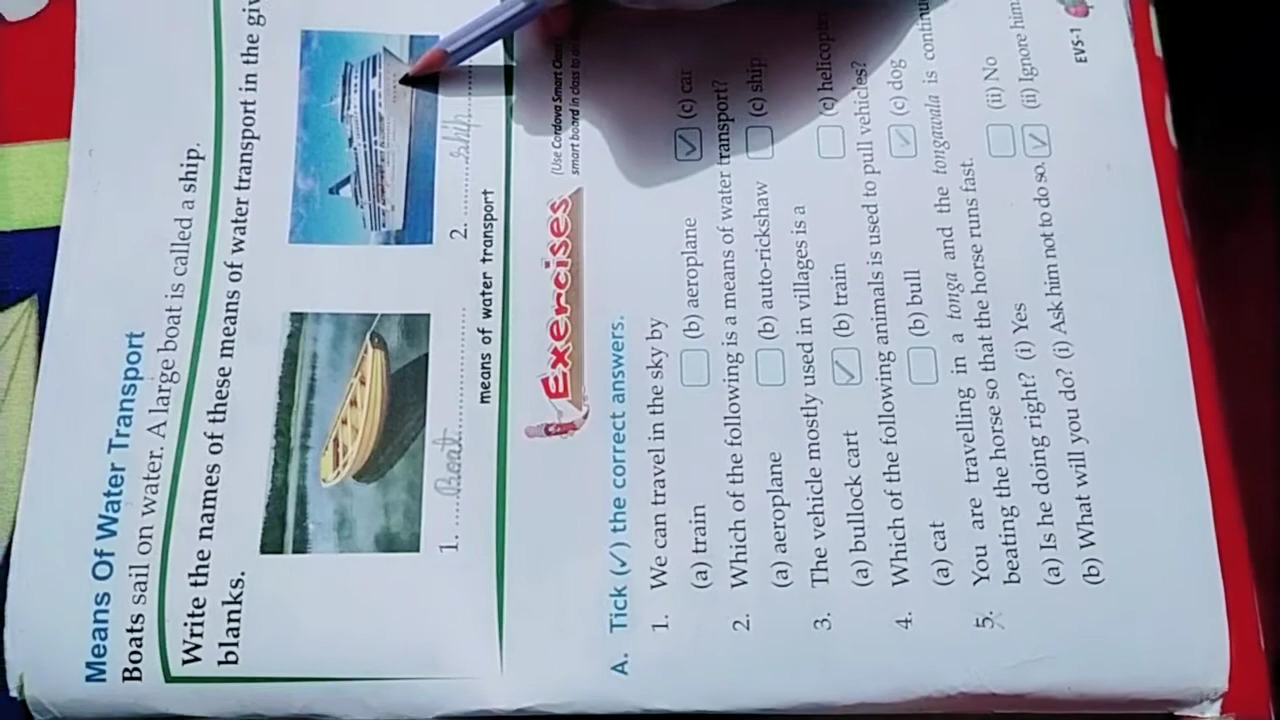 Means Of Water Transport
Boats sail on water. A large boat is called a ship.
Write the names of these means of water transport in the
blanks.
1. Boat 2. ship
means of water transport
Exercises
(Use Cordova Smart
smart board in class to
A. Tick (✓) the correct answers.
1. We can travel in the sky by
(a) train (b) aeroplane ✓ (c) car
2. Which of the following is a means of water transport?
(a) aeroplane (b) auto-rickshaw (c) ship
3. The vehicle mostly used in villages is a
(a) bullock cart ✓ (b) train (c)
4. Which of the following animals is used to pull vehicles?
(a) cat (b) bull ✓ (c) dog
5. You are travelling in a tonga and the tongawala is
beating the horse so that the horse runs fast.
(a) Is he doing right? (i) Yes (ii) No
(b) What will you do? (i) Ask him not to do so. ✓ (ii) Ignore him
EVS-1